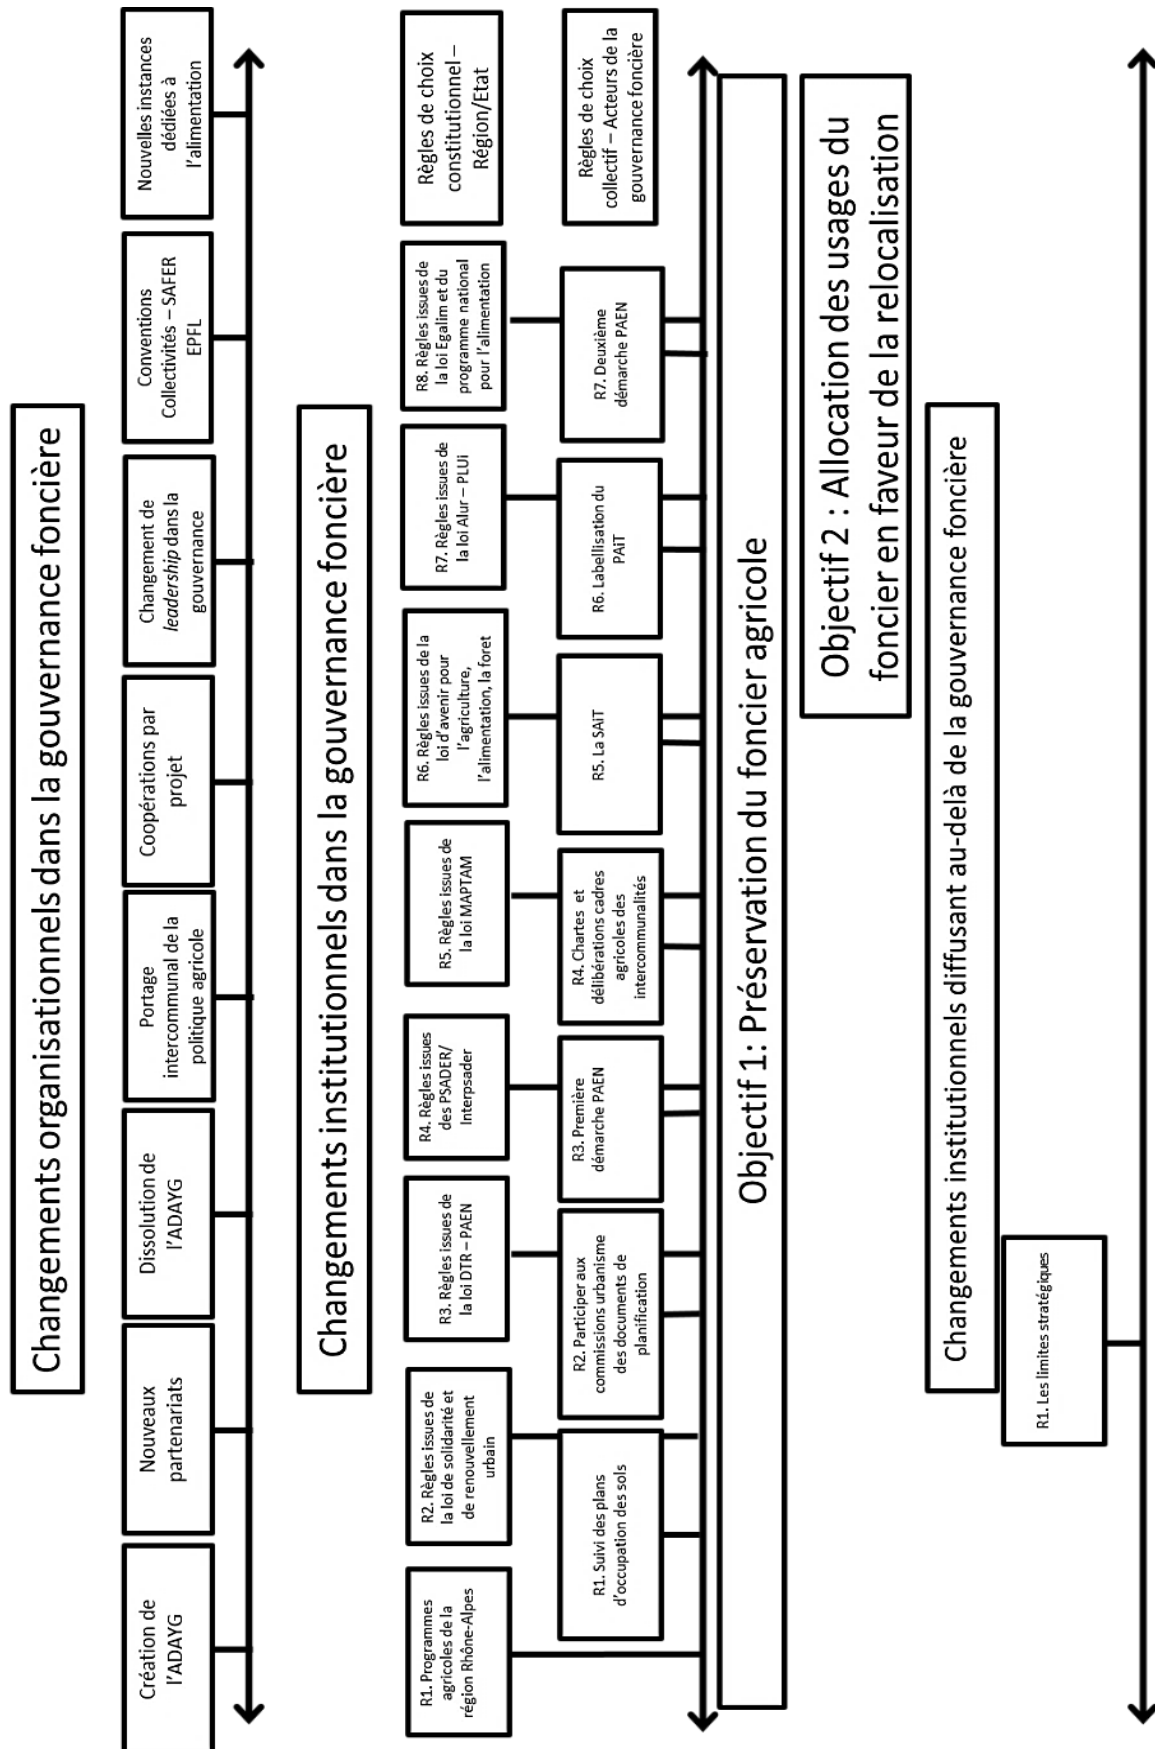 Changements organisationnels dans la gouvernance foncière
Création de
l'ADAYG
Nouveaux
partenariats
Dissolution de
l'ADAYG
Portage
intercommunal de la
politique agricole
Coopérations par
projet
Changement de
leadership dans la
gouvernance
Conventions
Collectivités – SAFER
EPFL
Nouvelles instances
dédiées à
l'alimentation
Changements institutionnels dans la gouvernance foncière
R1. Programmes
agricoles de la
région Rhône-Alpes
R2. Règles issues de
la loi de solidarité et
de renouvellement
urbain
R3. Règles issues de
la loi DTR – PAEN
R4. Règles issues
des PSADER/
Interpsader
R5. Règles issues de
la loi MAPTAM
R6. Règles issues de la
loi d'avenir pour
l'agriculture,
l'alimentation, la foret
R7. Règles issues de
la loi Alur – PLUi
R8. Règles issues de
la loi Egalim et du
programme national
pour l'alimentation
Règles de choix
constitutionnel –
Région/Etat
R1. Suivi des plans
d'occupation des sols
R2. Participer aux
commissions urbanisme
des documents de
planification
R3. Première
démarche PAEN
R4. Chartes et
délibérations cadres
agricoles des
intercommunalités
R5. La SAiT
R6. Labellisation du
PAiT
R7. Deuxième
démarche PAEN
Règles de choix
collectif – Acteurs de la
gouvernance foncière
Objectif 1: Préservation du foncier agricole
Objectif 2 : Allocation des usages du
foncier en faveur de la relocalisation
Changements institutionnels diffusant au-delà de la gouvernance foncière
R1. Les limites stratégiques